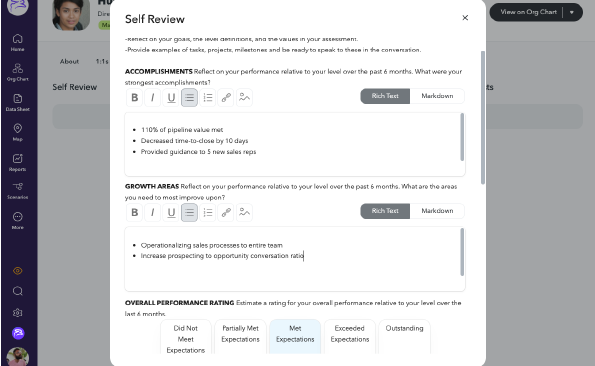 Self Review
View on Org Chart
-Reflect on your goals, the level definitions, and the values in your assessment.
-Provide examples of tasks, projects, milestones and be ready to speak to these in the conversation.
ACCOMPLISHMENTS Reflect on your performance relative to your level over the past 6 months. What were your
strongest accomplishments?
B I U
Rich Text Markdown
110% of pipeline value met
Decreased time-to-close by 10 days
Provided guidance to 5 new sales reps
GROWTH AREAS Reflect on your performance relative to your level over the past 6 months. What are the areas
you need to most improve upon?
B I U
Rich Text Markdown
Operationalizing sales processes to entire team
Increase prospecting to opportunity conversation ratio
OVERALL PERFORMANCE RATING Estimate a rating for your overall performance relative to your level over the
last 6 months.
Did Not
Meet
Expectations
Partially Met
Expectations
Met
Expectations
Exceeded
Expectations
Outstanding
Home
Org Chart
Data Sheet
Map
Reports
Scenarios
More
Dire
Ma
About
1:1s
Self Review